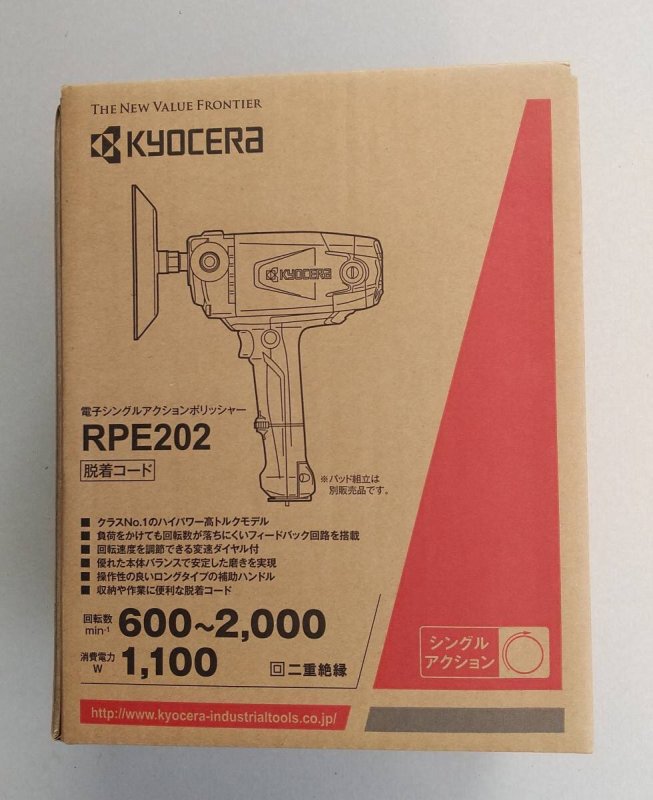 THE NEW VALUE FRONTIER
KYOCERA
KYOCERA
電子シングルアクションポリッシャー
RPE202
脱着コード
※パッド組立は
別販売品です。
■ クラスNo.1のハイパワー高トルクモデル
■ 負荷をかけても回転数が落ちにくいフィードバック回路を搭載
■ 回転速度を調節できる変速ダイヤル付
■ 優れた本体バランスで安定した磨きを実現
■ 操作性の良いロングタイプの補助ハンドル
■ 収納や作業に便利な脱着コード
回転数
min-¹ 600~2,000
消費電力
W 1,100
回 二重絶縁
シングル
アクション
http://www.kyocera-industrialtools.co.jp/